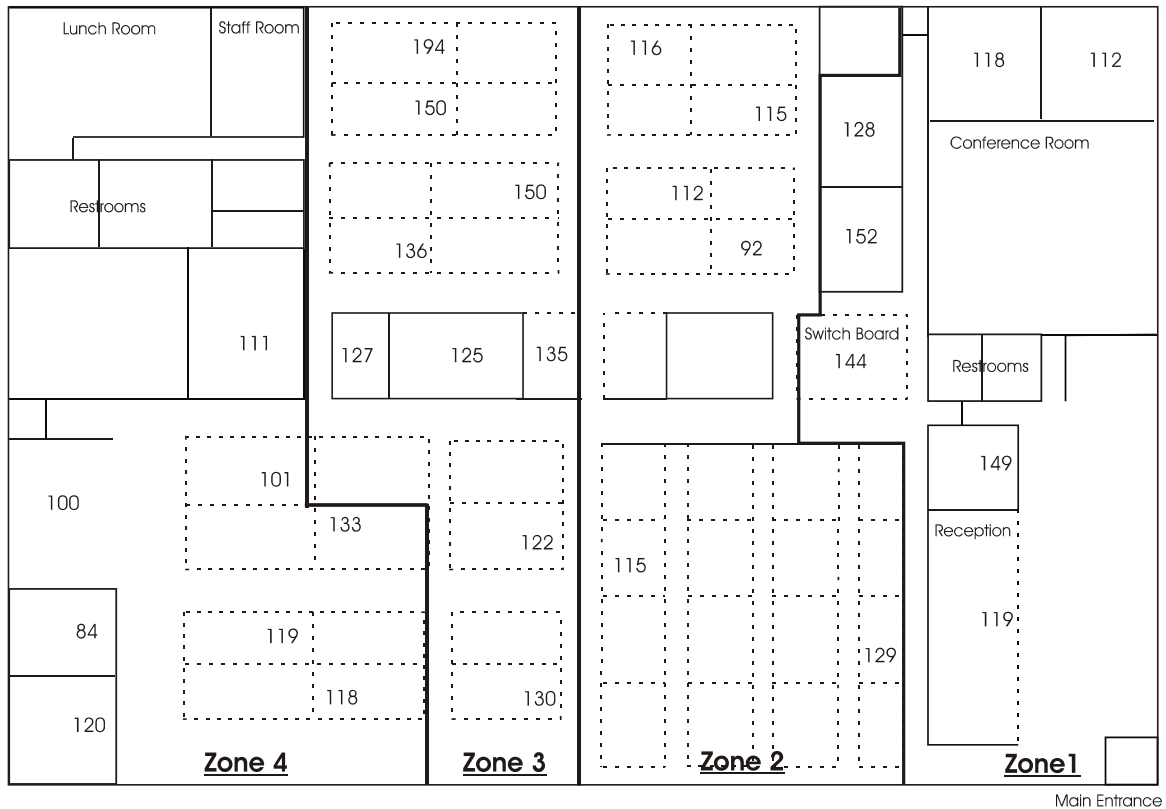 Lunch Room
Staff Room
194
116
118
112
150
115
128
Conference Room
150
112
Restrooms
136
92
152
111
127
125
135
Switch Board
144
Restrooms
101
149
100
133
122
Reception
115
84
119
119
129
120
118
130
Zone 4
Zone 3
Zone 2
Zone1
Main Entrance